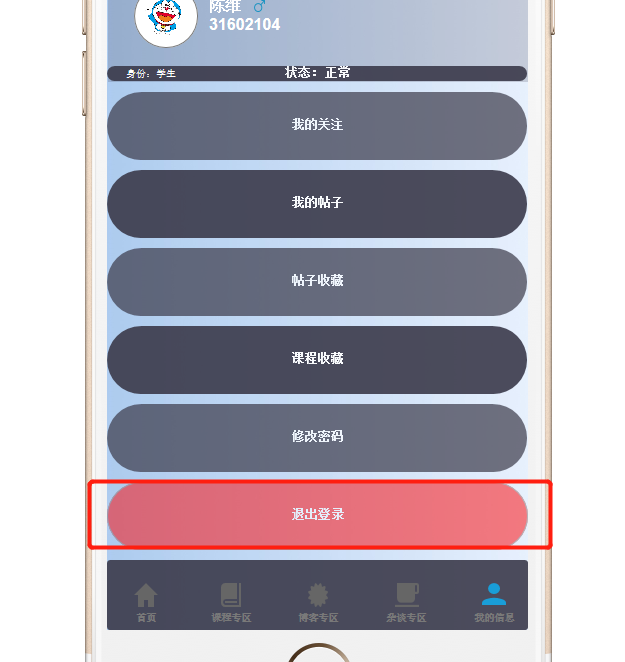 陈维
31602104
身份：学生 状态：正常
我的关注
我的帖子
帖子收藏
课程收藏
修改密码
退出登录
首页 课程专区 博客专区 杂谈专区 我的信息